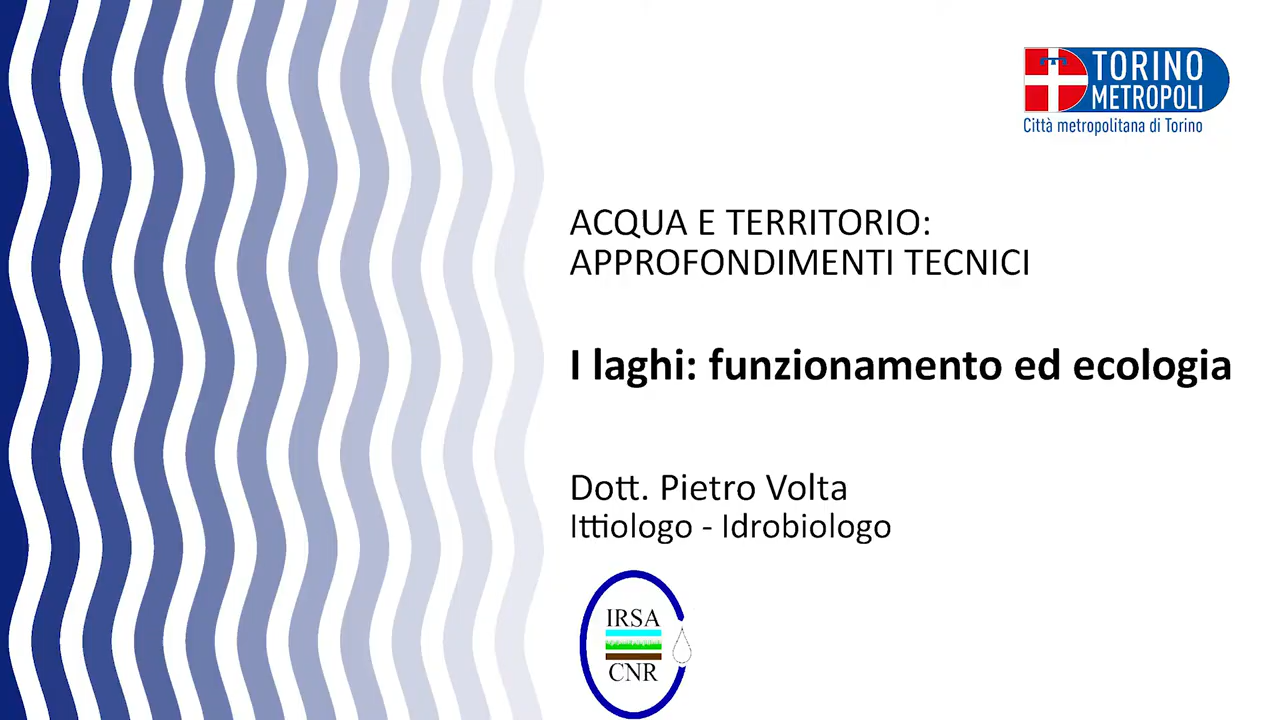 TORINO
METROPOLI
Città metropolitana di Torino
ACQUA E TERRITORIO:
APPROFONDIMENTI TECNICI
I laghi: funzionamento ed ecologia
Dott. Pietro Volta
Ittiologo - Idrobiologo
IRSA
CNR